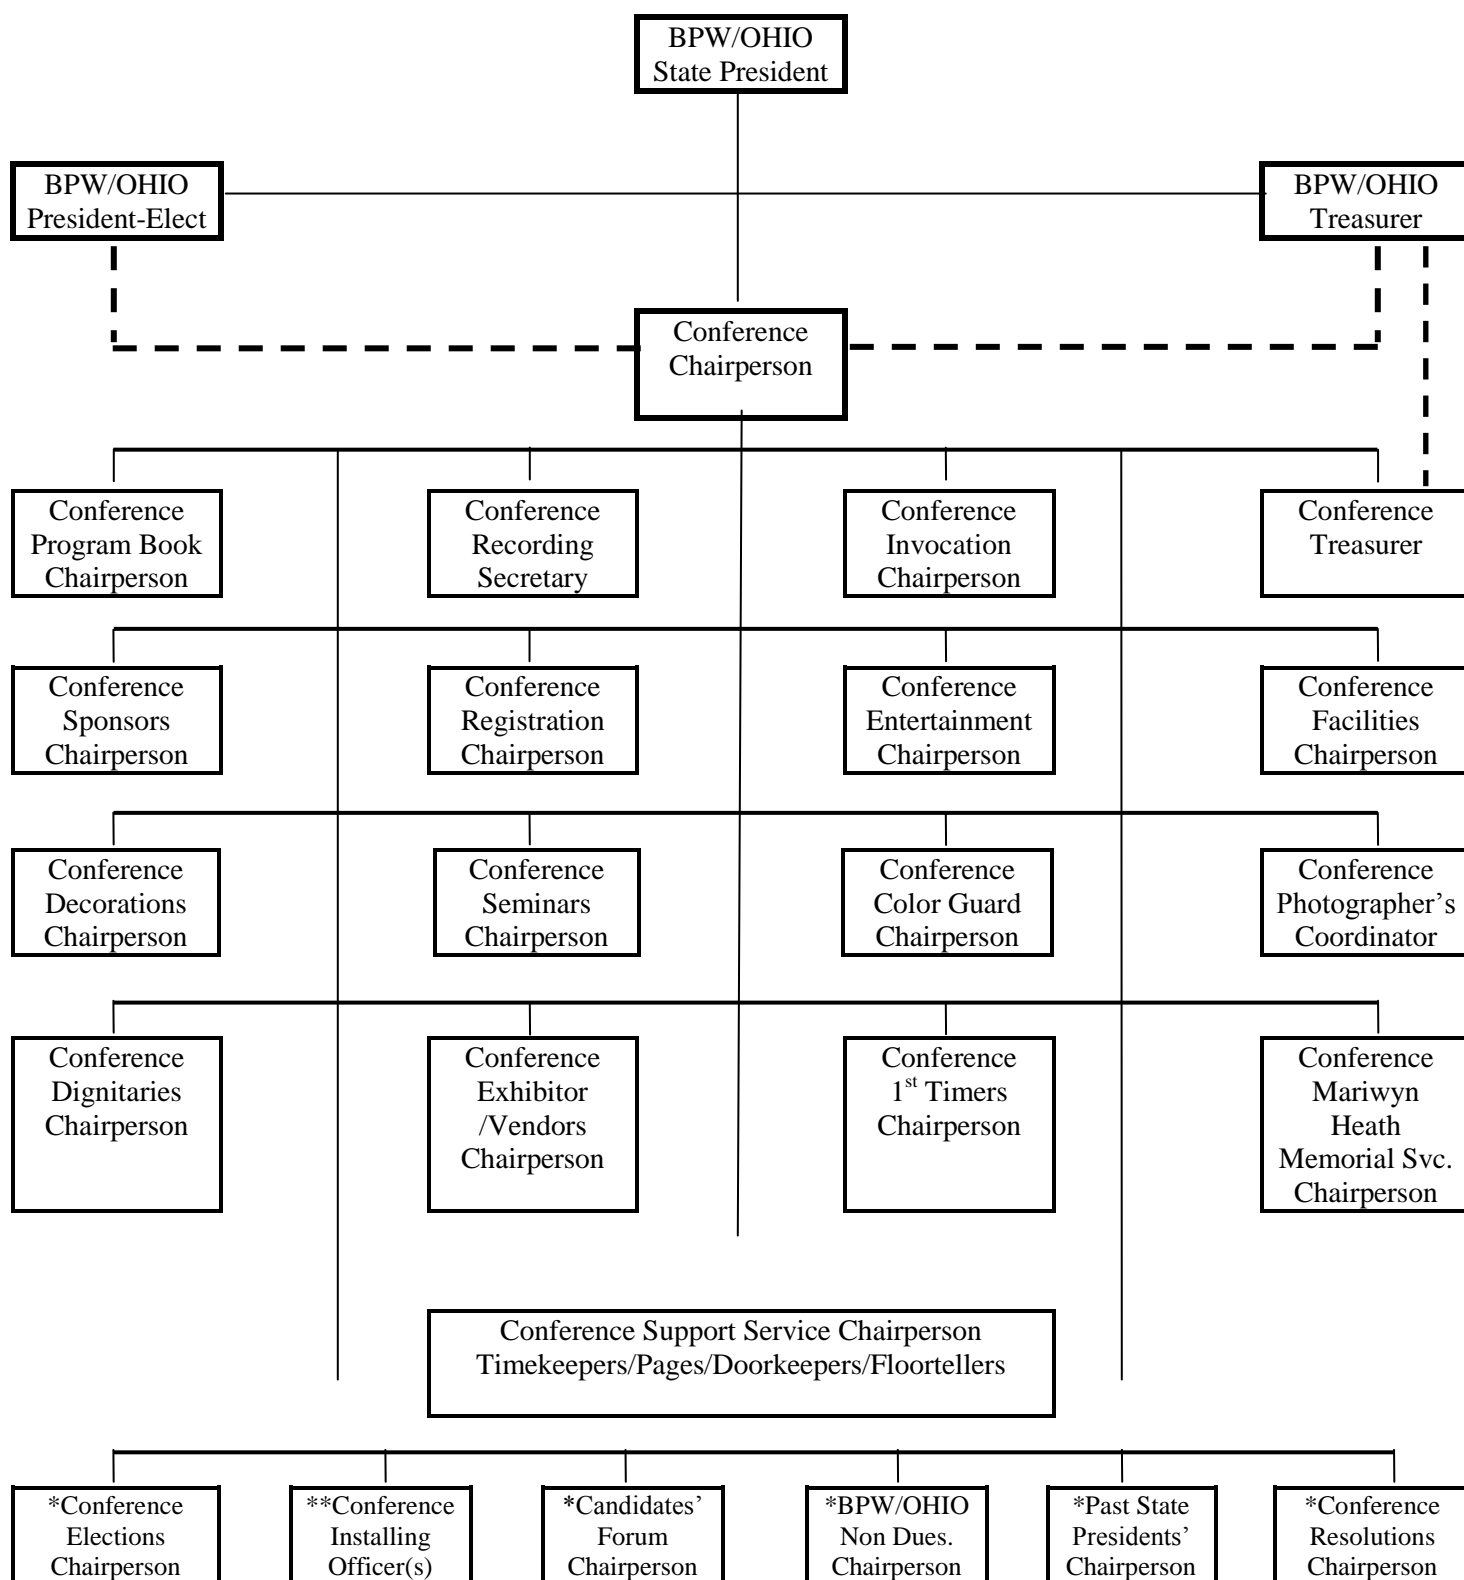 BPW/OHIO
State President
BPW/OHIO
President-Elect
BPW/OHIO
Treasurer
Conference
Chairperson
Conference
Program Book
Chairperson
Conference
Recording
Secretary
Conference
Invocation
Chairperson
Conference
Treasurer
Conference
Sponsors
Chairperson
Conference
Registration
Chairperson
Conference
Entertainment
Chairperson
Conference
Facilities
Chairperson
Conference
Decorations
Chairperson
Conference
Seminars
Chairperson
Conference
Color Guard
Chairperson
Conference
Photographer’s
Coordinator
Conference
Dignitaries
Chairperson
Conference
Exhibitor
/Vendors
Chairperson
Conference
1st Timers
Chairperson
Conference
Mariwyn
Heath
Memorial Svc.
Chairperson
Conference Support Service Chairperson
Timekeepers/Pages/Doorkeepers/Floortellers
*Conference
Elections
Chairperson
**Conference
Installing
Officer(s)
*Candidates’
Forum
Chairperson
*BPW/OHIO
Non Dues.
Chairperson
*Past State
Presidents’
Chairperson
*Conference
Resolutions
Chairperson